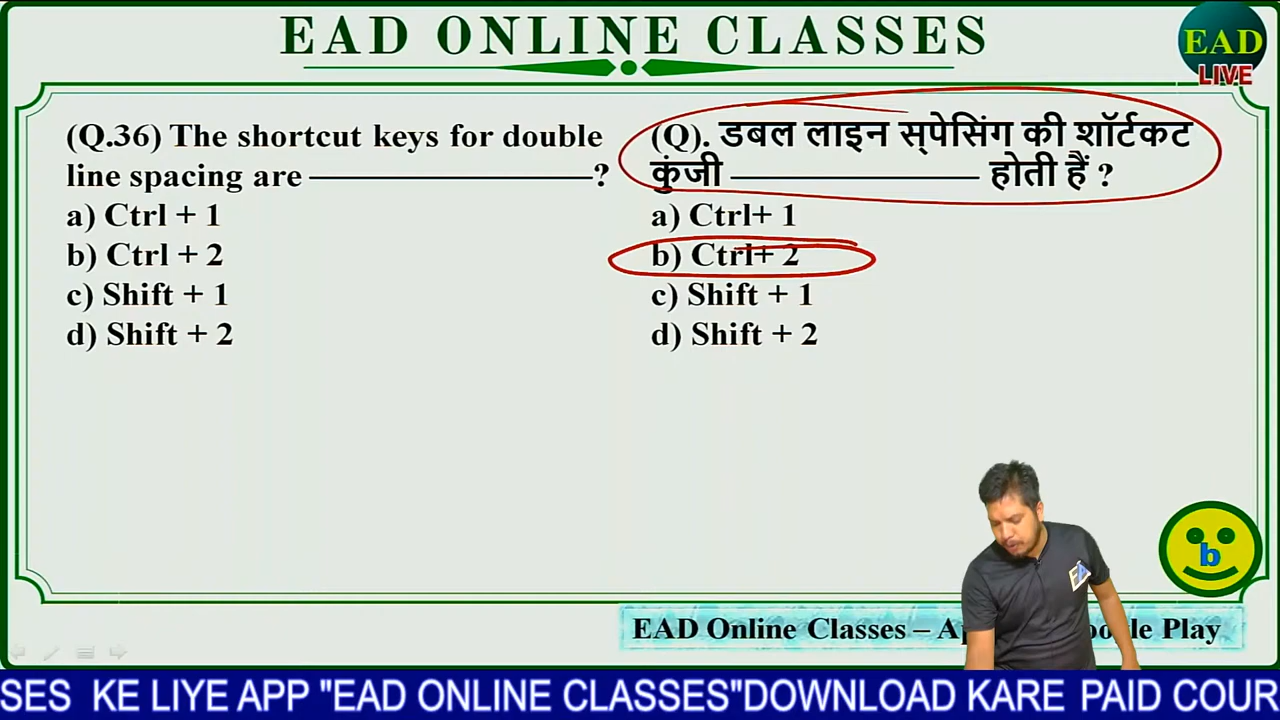 EAD ONLINE CLASSES
EAD
LIVE
(Q.36) The shortcut keys for double
line spacing are ——————————?
a) Ctrl + 1
b) Ctrl + 2
c) Shift + 1
d) Shift + 2
(Q). डबल लाइन स्पेसिंग की शॉर्टकट
कुंजी —————————— होती हैं ?
a) Ctrl+ 1
b) Ctrl+ 2
c) Shift + 1
d) Shift + 2
b
EAD Online Classes – Google Play
SES KE LIYE APP "EAD ONLINE CLASSES"DOWNLOAD KARE PAID COUR